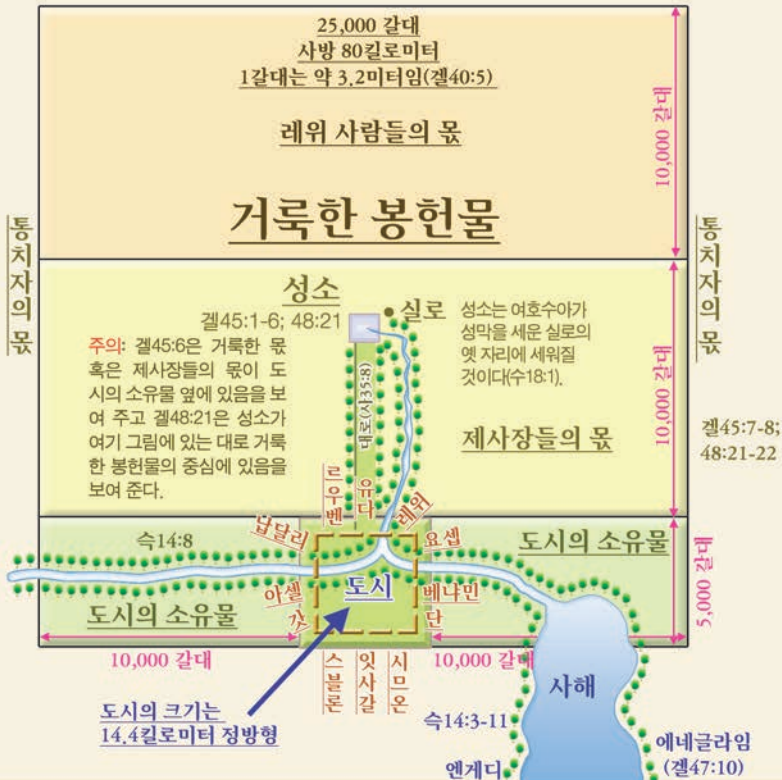 25,000 갈대
사방 80킬로미터
1갈대는 약 3.2미터임(겔40:5)
레위 사람들의 몫
10,000 갈대
거룩한 봉헌물
통치자의 몫
통치자의 몫
성소
겔45:1-6; 48:21
실로
성소는 여호수아가
성막을 세운 실로의
옛 자리에 세워질
것이다(수18:1).
주의: 겔45:6은 거룩한 몫
혹은 제사장들의 몫이 도
시의 소유물 옆에 있음을 보
여 주고 겔48:21은 성소가
여기 그림에 있는 대로 거룩
한 봉헌물의 중심에 있음을
보여 준다.
대로(사35:8)
제사장들의 몫
10,000 갈대
겔45:7-8;
48:21-22
르우벤
유다
레위
납달리
요셉
슥14:8
도시의 소유물
5,000 갈대
아셀
도시
베냐민
도시의 소유물
갓
단
10,000 갈대
스블론
잇사갈
시므온
10,000 갈대
사해
도시의 크기는
14.4킬로미터 정방형
슥14:3-11
에네글라임
(겔47:10)
엔게디